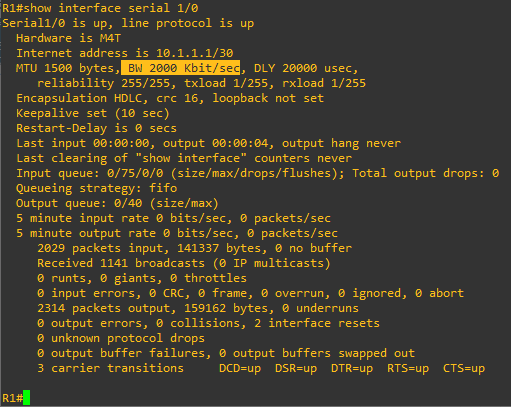 R1#show interface serial 1/0
Serial1/0 is up, line protocol is up
Hardware is M4T
Internet address is 10.1.1.1/30
MTU 1500 bytes, BW 2000 Kbit/sec, DLY 20000 usec,
reliability 255/255, txload 1/255, rxload 1/255
Encapsulation HDLC, crc 16, loopback not set
Keepalive set (10 sec)
Restart-Delay is 0 secs
Last input 00:00:00, output 00:00:04, output hang never
Last clearing of "show interface" counters never
Input queue: 0/75/0/0 (size/max/drops/flushes); Total output drops: 0
Queueing strategy: fifo
Output queue: 0/40 (size/max)
5 minute input rate 0 bits/sec, 0 packets/sec
5 minute output rate 0 bits/sec, 0 packets/sec
2029 packets input, 141337 bytes, 0 no buffer
Received 1141 broadcasts (0 IP multicasts)
0 runts, 0 giants, 0 throttles
0 input errors, 0 CRC, 0 frame, 0 overrun, 0 ignored, 0 abort
2314 packets output, 159162 bytes, 0 underruns
0 output errors, 0 collisions, 2 interface resets
0 unknown protocol drops
0 output buffer failures, 0 output buffers swapped out
3 carrier transitions     DCD=up  DSR=up  DTR=up  RTS=up  CTS=up
R1#